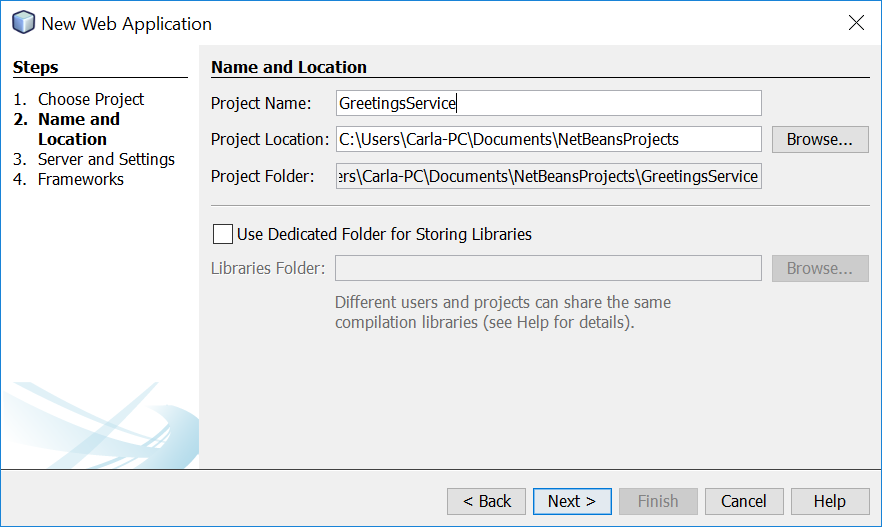 New Web Application
Steps
1. Choose Project
2. Name and
Location
3. Server and Settings
4. Frameworks
Name and Location
Project Name: GreetingsService
Project Location: C:\Users\Carla-PC\Documents\NetBeansProjects Browse...
Project Folder: ers\Carla-PC\Documents\NetBeansProjects\GreetingsService
Use Dedicated Folder for Storing Libraries
Libraries Folder: Browse...
Different users and projects can share the same
compilation libraries (see Help for details).
< Back Next > Finish Cancel Help